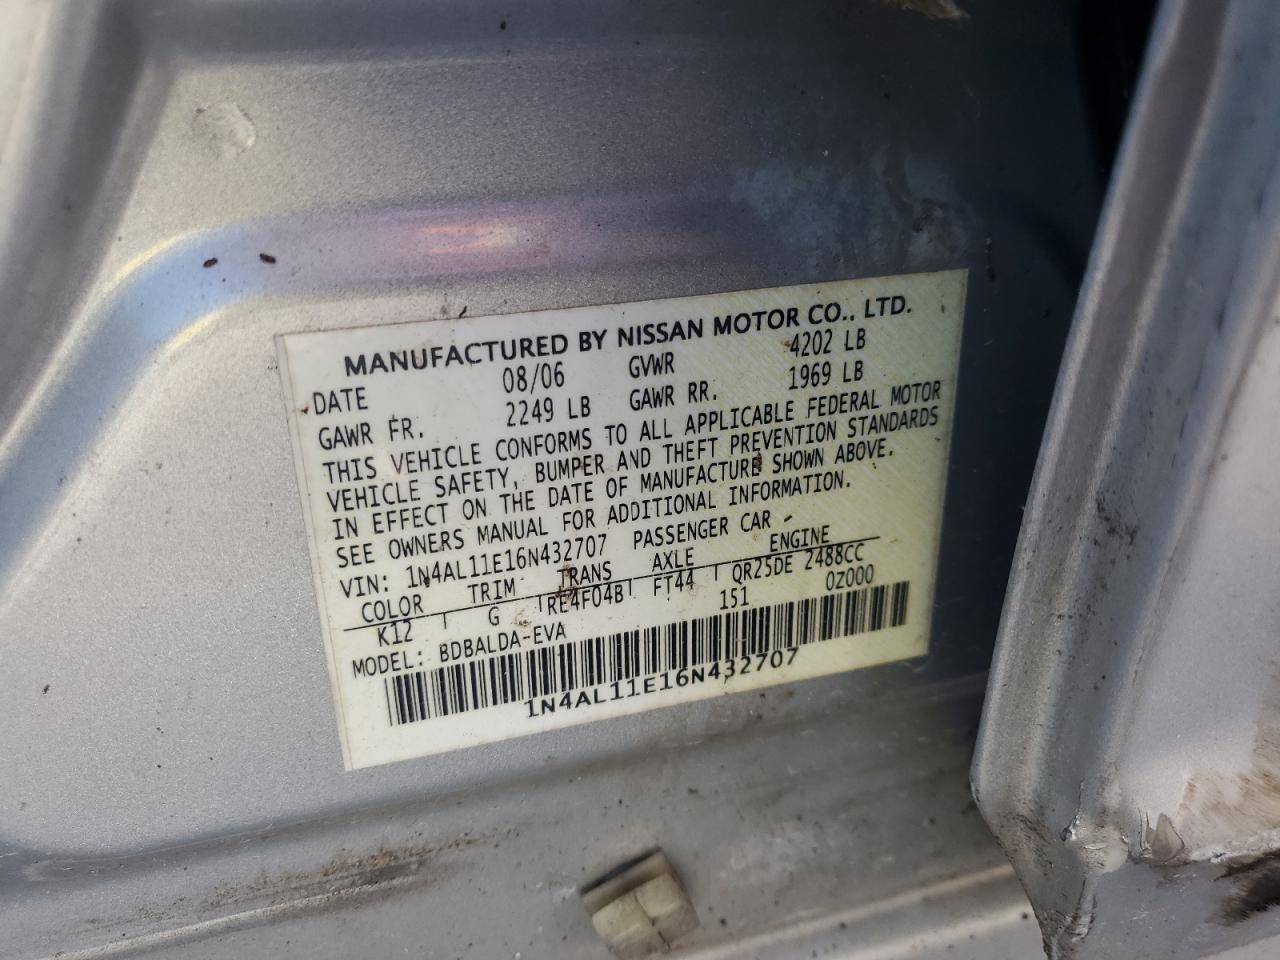 MANUFACTURED BY NISSAN MOTOR CO., LTD.
DATE 08/06 GVWR 4202 LB
GAWR FR. 2249 LB GAWR RR. 1969 LB
THIS VEHICLE CONFORMS TO ALL APPLICABLE FEDERAL MOTOR
VEHICLE SAFETY, BUMPER AND THEFT PREVENTION STANDARDS
IN EFFECT ON THE DATE OF MANUFACTURE SHOWN ABOVE.
SEE OWNERS MANUAL FOR ADDITIONAL INFORMATION.
VIN: 1N4AL11E16N432707 PASSENGER CAR
COLOR TRIM TRANS AXLE ENGINE
K12 G RE4F04B FT44 QR25DE 2488CC
MODEL: BDBALDA-EVA 151 0Z000
1N4AL11E16N432707